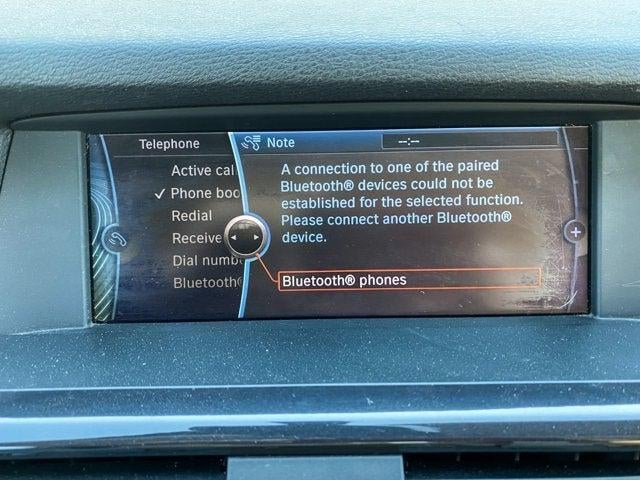 Telephone
Note
--:--
Active cal
✓ Phone boo
Redial
Receive
Dial numb
Bluetooth®
A connection to one of the paired
Bluetooth® devices could not be
established for the selected function.
Please connect another Bluetooth®
device.
Bluetooth® phones